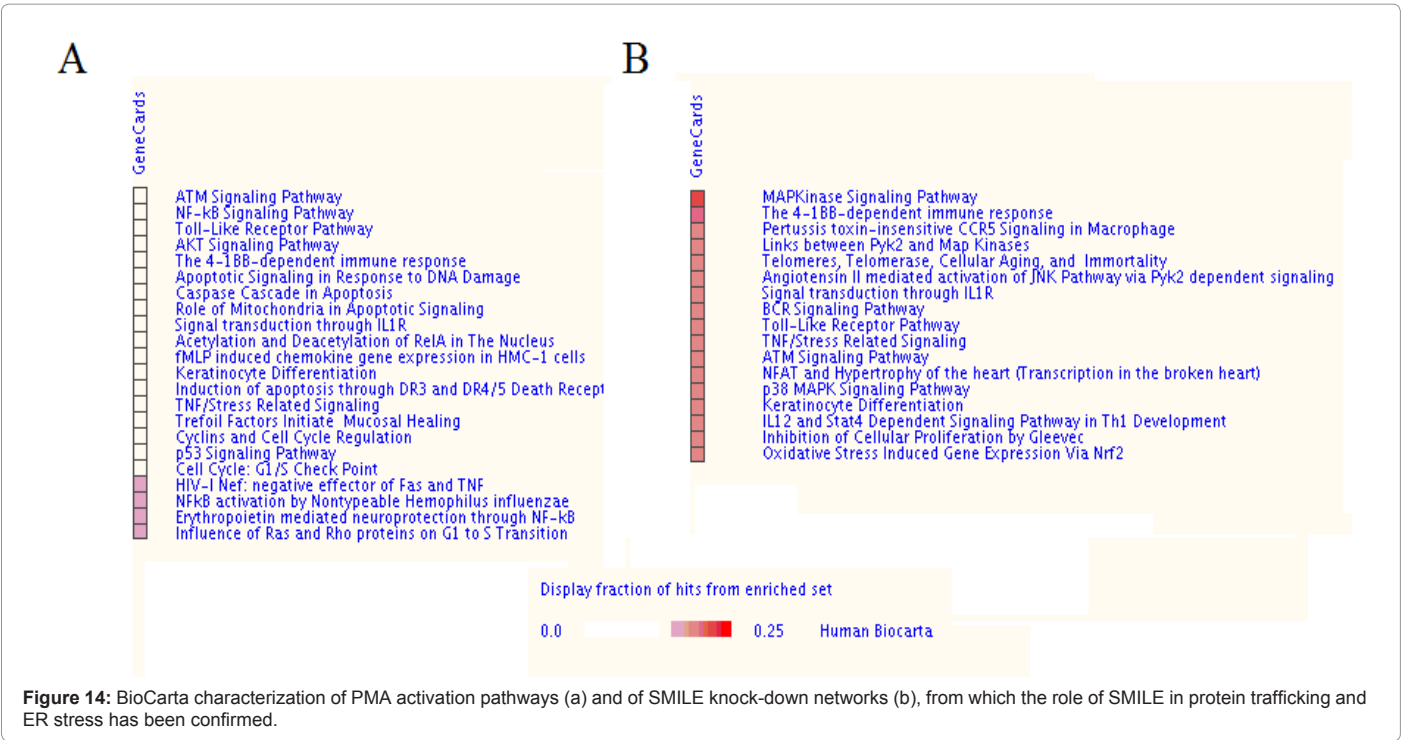 A
GeneCards
ATM Signaling Pathway
NF-kB Signaling Pathway
Toll-Like Receptor Pathway
AKT Signaling Pathway
The 4-1BB-dependent immune response
Apoptotic Signaling in Response to DNA Damage
Caspase Cascade in Apoptosis
Role of Mitochondria in Apoptotic Signaling
Signal transduction through IL1R
Acetylation and Deacetylation of RelA in The Nucleus
fMLP induced chemokine gene expression in HMC-1 cells
Keratinocyte Differentiation
Induction of apoptosis through DR3 and DR4/5 Death Recept
TNF/Stress Related Signaling
Trefoil Factors Initiate Mucosal Healing
Cyclins and Cell Cycle Regulation
p53 Signaling Pathway
Cell Cycle: G1/S Check Point
HIV-I Nef: negative effector of Fas and TNF
NFkB activation by Nontypeable Hemophilus influenzae
Erythropoietin mediated neuroprotection through NF-kB
Influence of Ras and Rho proteins on G1 to S Transition
B
GeneCards
MAPKinase Signaling Pathway
The 4-1BB-dependent immune response
Pertussis toxin-insensitive CCR5 Signaling in Macrophage
Links between Pyk2 and Map Kinases
Telomeres, Telomerase, Cellular Aging, and Immortality
Angiotensin II mediated activation of JNK Pathway via Pyk2 dependent signaling
Signal transduction through IL1R
BCR Signaling Pathway
Toll-Like Receptor Pathway
TNF/Stress Related Signaling
ATM Signaling Pathway
NFAT and Hypertrophy of the heart (Transcription in the broken heart)
p38 MAPK Signaling Pathway
Keratinocyte Differentiation
IL12 and Stat4 Dependent Signaling Pathway in Th1 Development
Inhibition of Cellular Proliferation by Gleevec
Oxidative Stress Induced Gene Expression Via Nrf2
Display fraction of hits from enriched set
0.0 0.25 Human Biocarta
Figure 14: BioCarta characterization of PMA activation pathways (a) and of SMILE knock-down networks (b), from which the role of SMILE in protein trafficking and
ER stress has been confirmed.